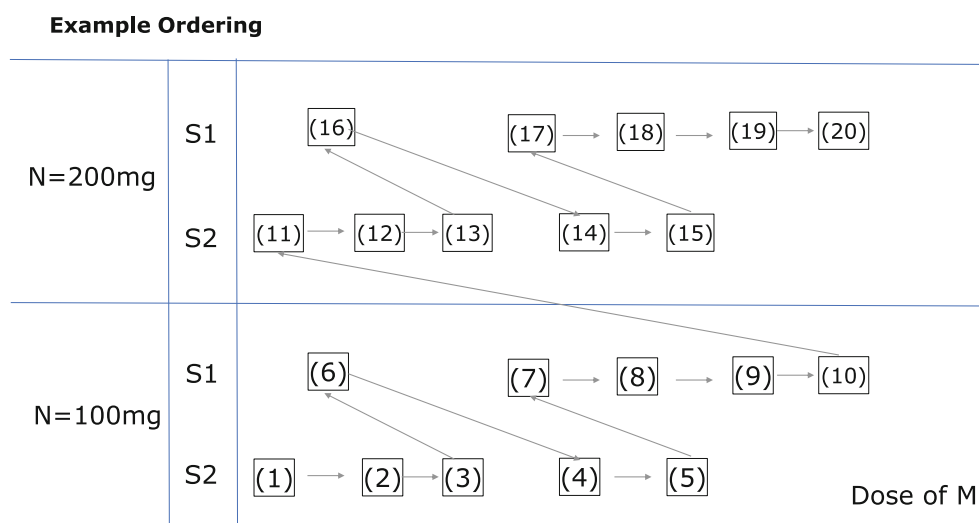 Example Ordering
S1
(16)
(17)
(18)
(19)
(20)
N=200mg
S2
(11)
(12)
(13)
(14)
(15)
S1
(6)
(7)
(8)
(9)
(10)
N=100mg
S2
(1)
(2)
(3)
(4)
(5)
Dose of M